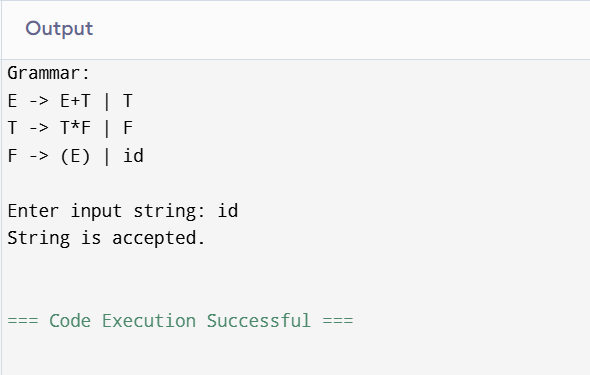 Output
Grammar:
E -> E+T | T
T -> T*F | F
F -> (E) | id
Enter input string: id
String is accepted.
=== Code Execution Successful ===